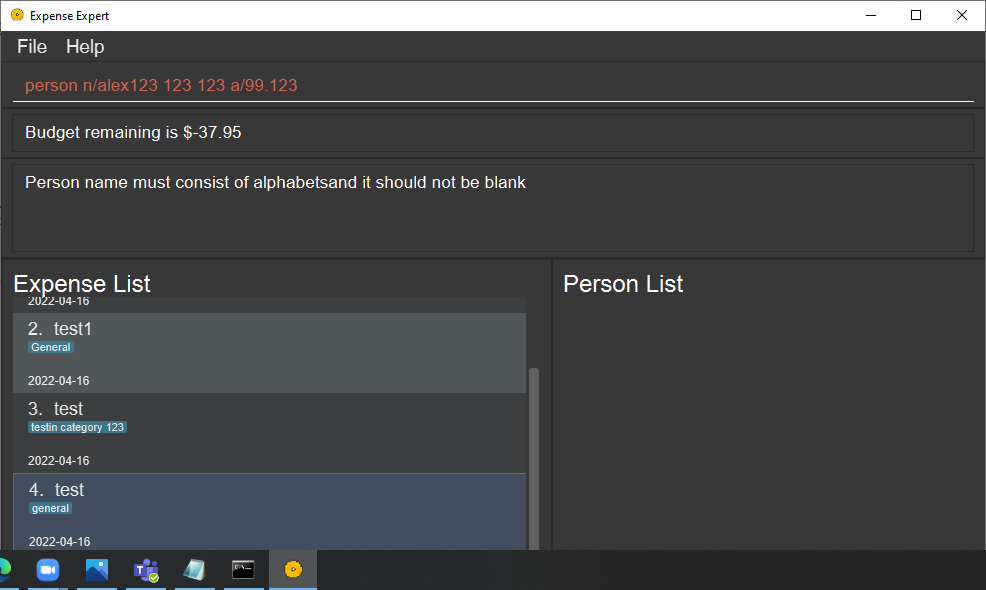 Expense Expert
File Help
person n/alex123 123 123 a/99.123
Budget remaining is $-37.95
Person name must consist of alphabetsand it should not be blank
Expense List
Person List
2022-04-16
2. test1
General
2022-04-16
3. test
testin category 123
2022-04-16
4. test
general
2022-04-16